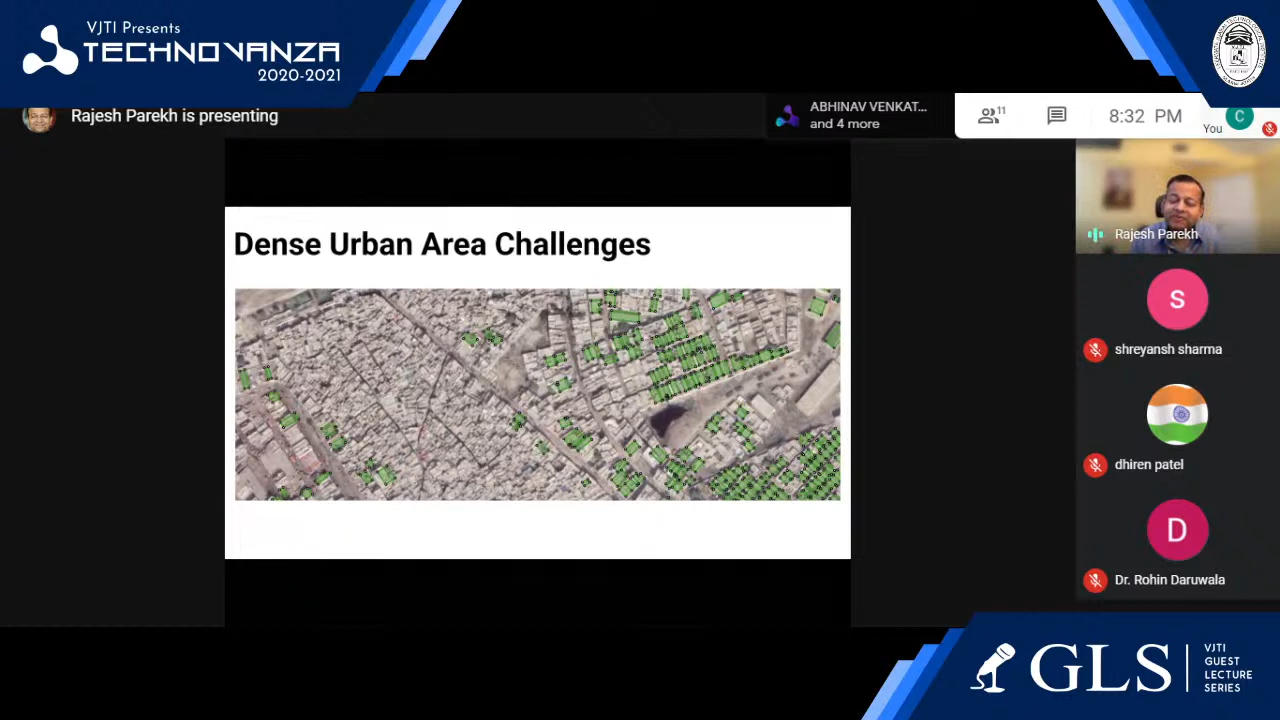 VJTI Presents
TECHNOVANZA
2020-2021
Rajesh Parekh is presenting
ABHINAV VENKAT...
and 4 more
11
8:32 PM
You
C
Rajesh Parekh
Dense Urban Area Challenges
S
shreyansh sharma
dhiren patel
D
Dr. Rohin Daruwala
GLS
VJTI
GUEST
LECTURE
SERIES